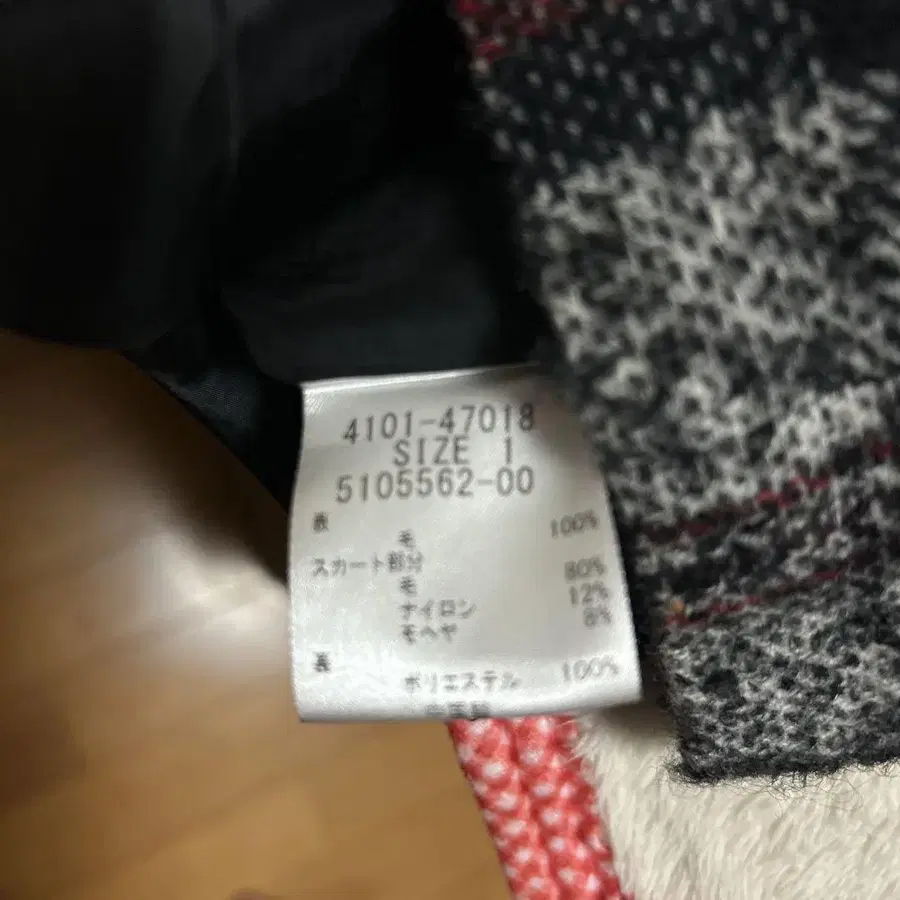 4101-47018
SIZE 1
5105562-00
表
毛 100%
スカート部分
毛 80%
ナイロン 12%
モヘヤ 8%
裏
ポリエステル 100%